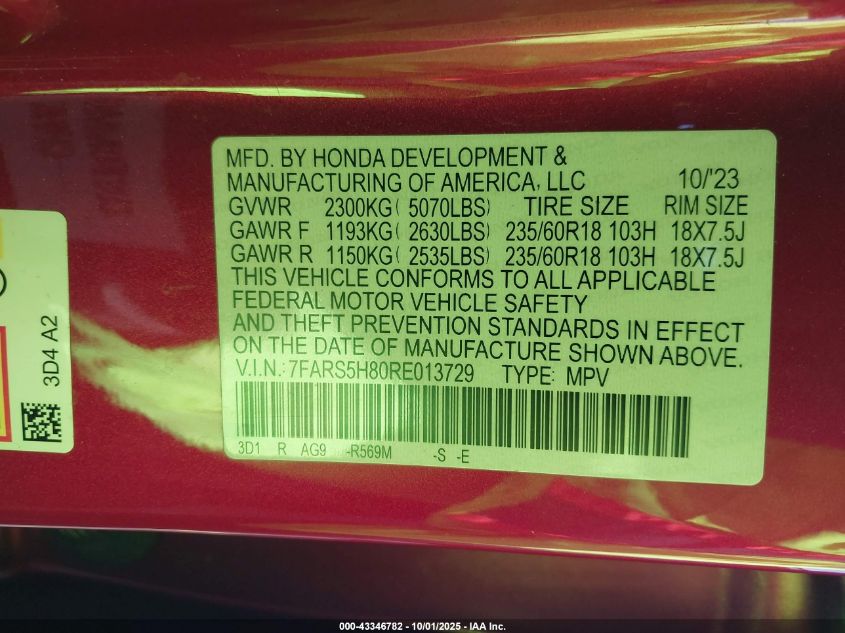 MFD. BY HONDA DEVELOPMENT &
MANUFACTURING OF AMERICA, LLC 10/'23
GVWR 2300KG( 5070LBS) TIRE SIZE RIM SIZE
GAWR F 1193KG( 2630LBS) 235/60R18 103H 18X7.5J
GAWR R 1150KG( 2535LBS) 235/60R18 103H 18X7.5J
THIS VEHICLE CONFORMS TO ALL APPLICABLE
FEDERAL MOTOR VEHICLE SAFETY
AND THEFT PREVENTION STANDARDS IN EFFECT
ON THE DATE OF MANUFACTURE SHOWN ABOVE.
V.I.N.: 7FARS5H80RE013729 TYPE: MPV
3D1 R AG9 -R569M -S -E
3D4 A2
000-43346782 - 10/01/2025 - IAA Inc.